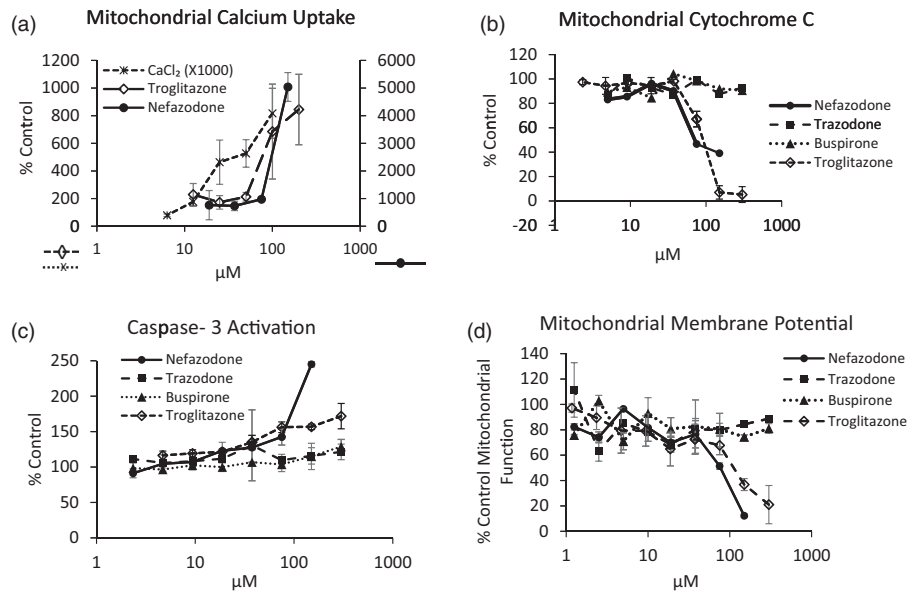 (a)
Mitochondrial Calcium Uptake
% Control
1200
1000
800
600
400
200
0
6000
5000
4000
3000
2000
1000
0
CaCl₂ (X1000)
Troglitazone
Nefazodone
1 10 100 1000
µM
(b)
Mitochondrial Cytochrome C
% Control
120
100
80
60
40
20
0
-20
Nefazodone
Trazodone
Buspirone
Troglitazone
1 10 100 1000
µM
(c)
Caspase- 3 Activation
% Control
250
200
150
100
50
0
Nefazodone
Trazodone
Buspirone
Troglitazone
1 10 100 1000
µM
(d)
Mitochondrial Membrane Potential
% Control Mitochondrial
Function
140
120
100
80
60
40
20
0
Nefazodone
Trazodone
Buspirone
Troglitazone
1 10 100 1000
µM